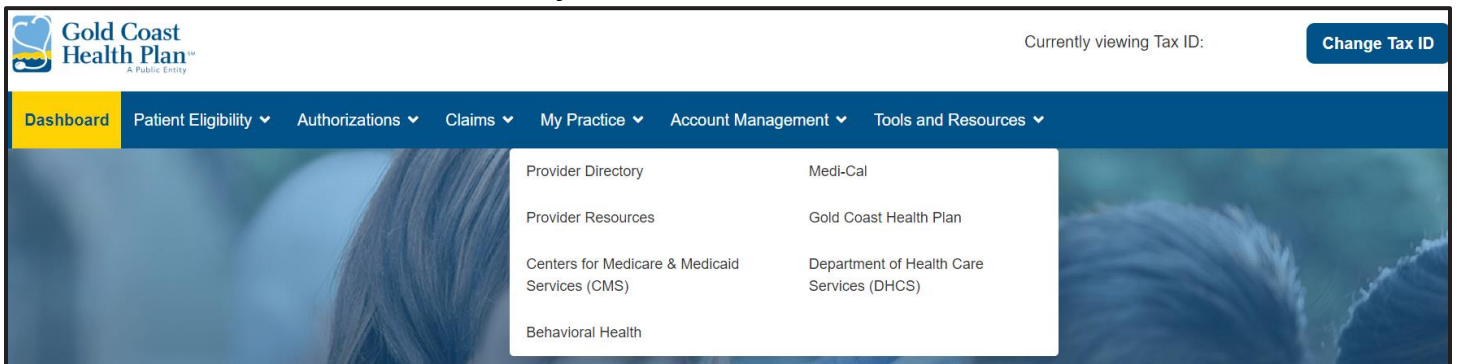 Gold Coast
Health Plan℠
A Public Entity
Currently viewing Tax ID:
Change Tax ID
Dashboard
Patient Eligibility
Authorizations
Claims
My Practice
Account Management
Tools and Resources
Provider Directory
Medi-Cal
Provider Resources
Gold Coast Health Plan
Centers for Medicare & Medicaid
Services (CMS)
Department of Health Care
Services (DHCS)
Behavioral Health